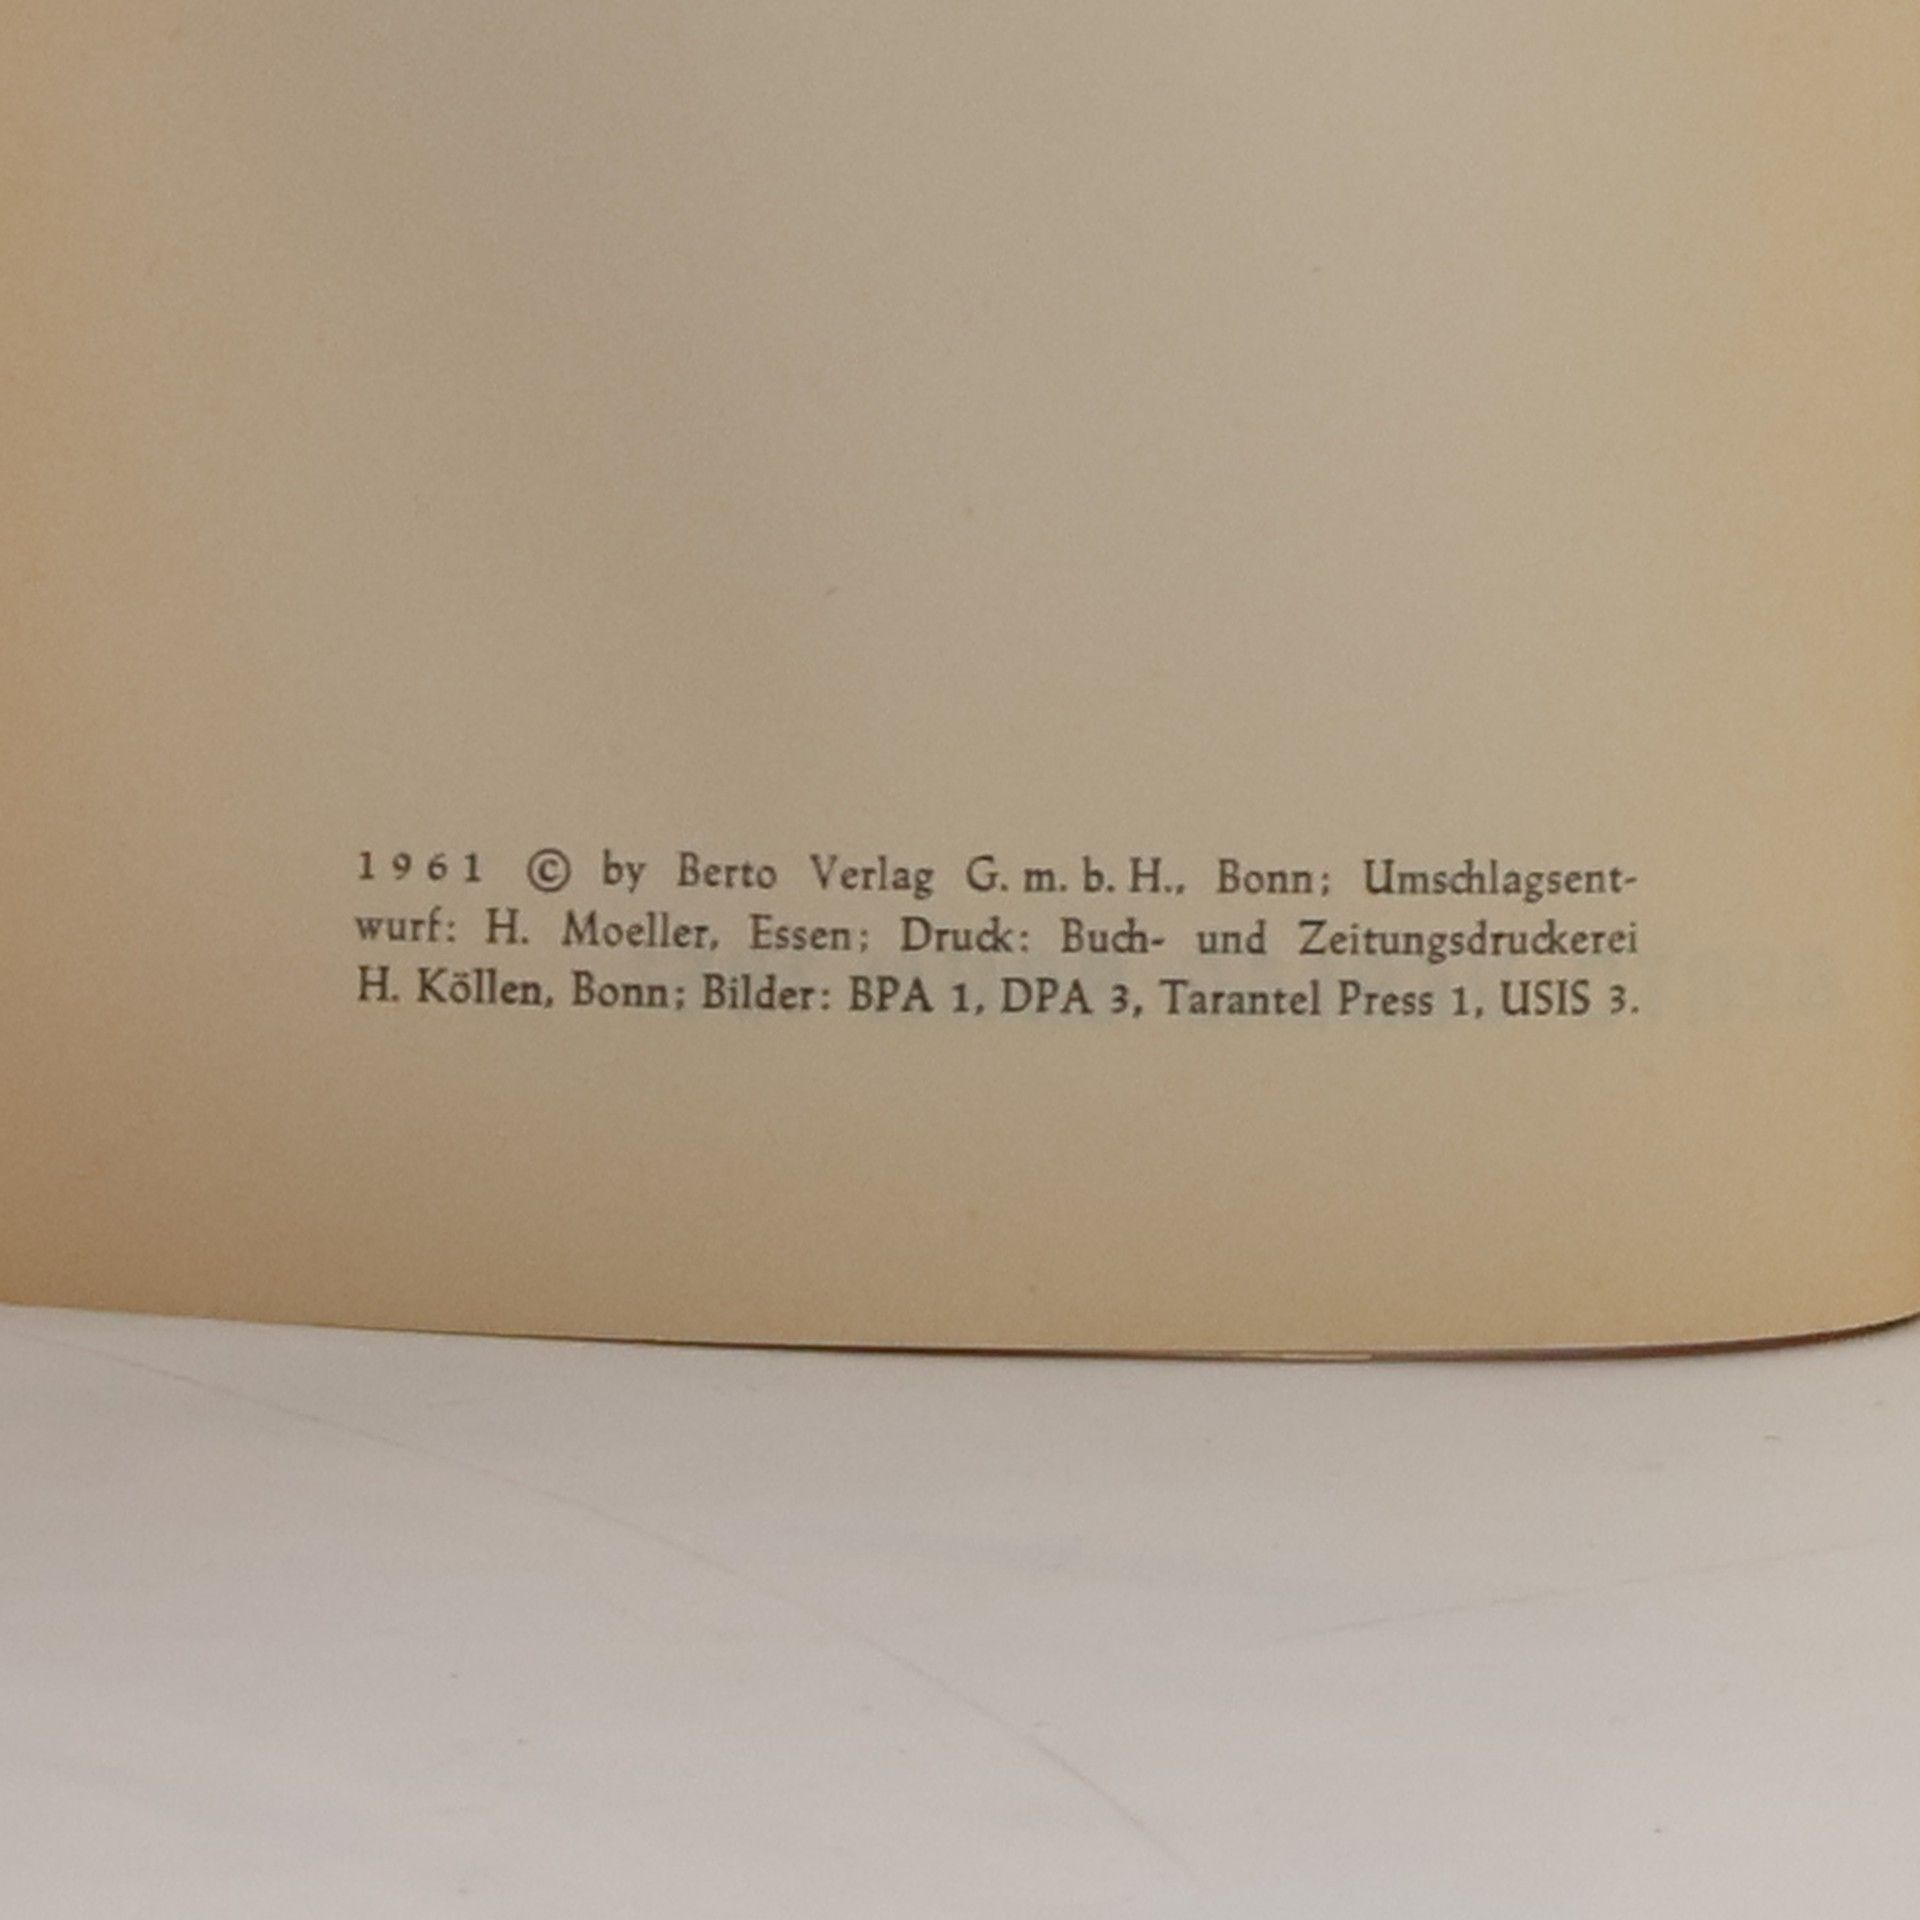 1961 © by Berto Verlag G. m. b. H., Bonn; Umschlagsent-
wurf: H. Moeller, Essen; Druck: Buch- und Zeitungsdruckerei
H. Köllen, Bonn; Bilder: BPA 1, DPA 3, Tarantel Press 1, USIS 3.